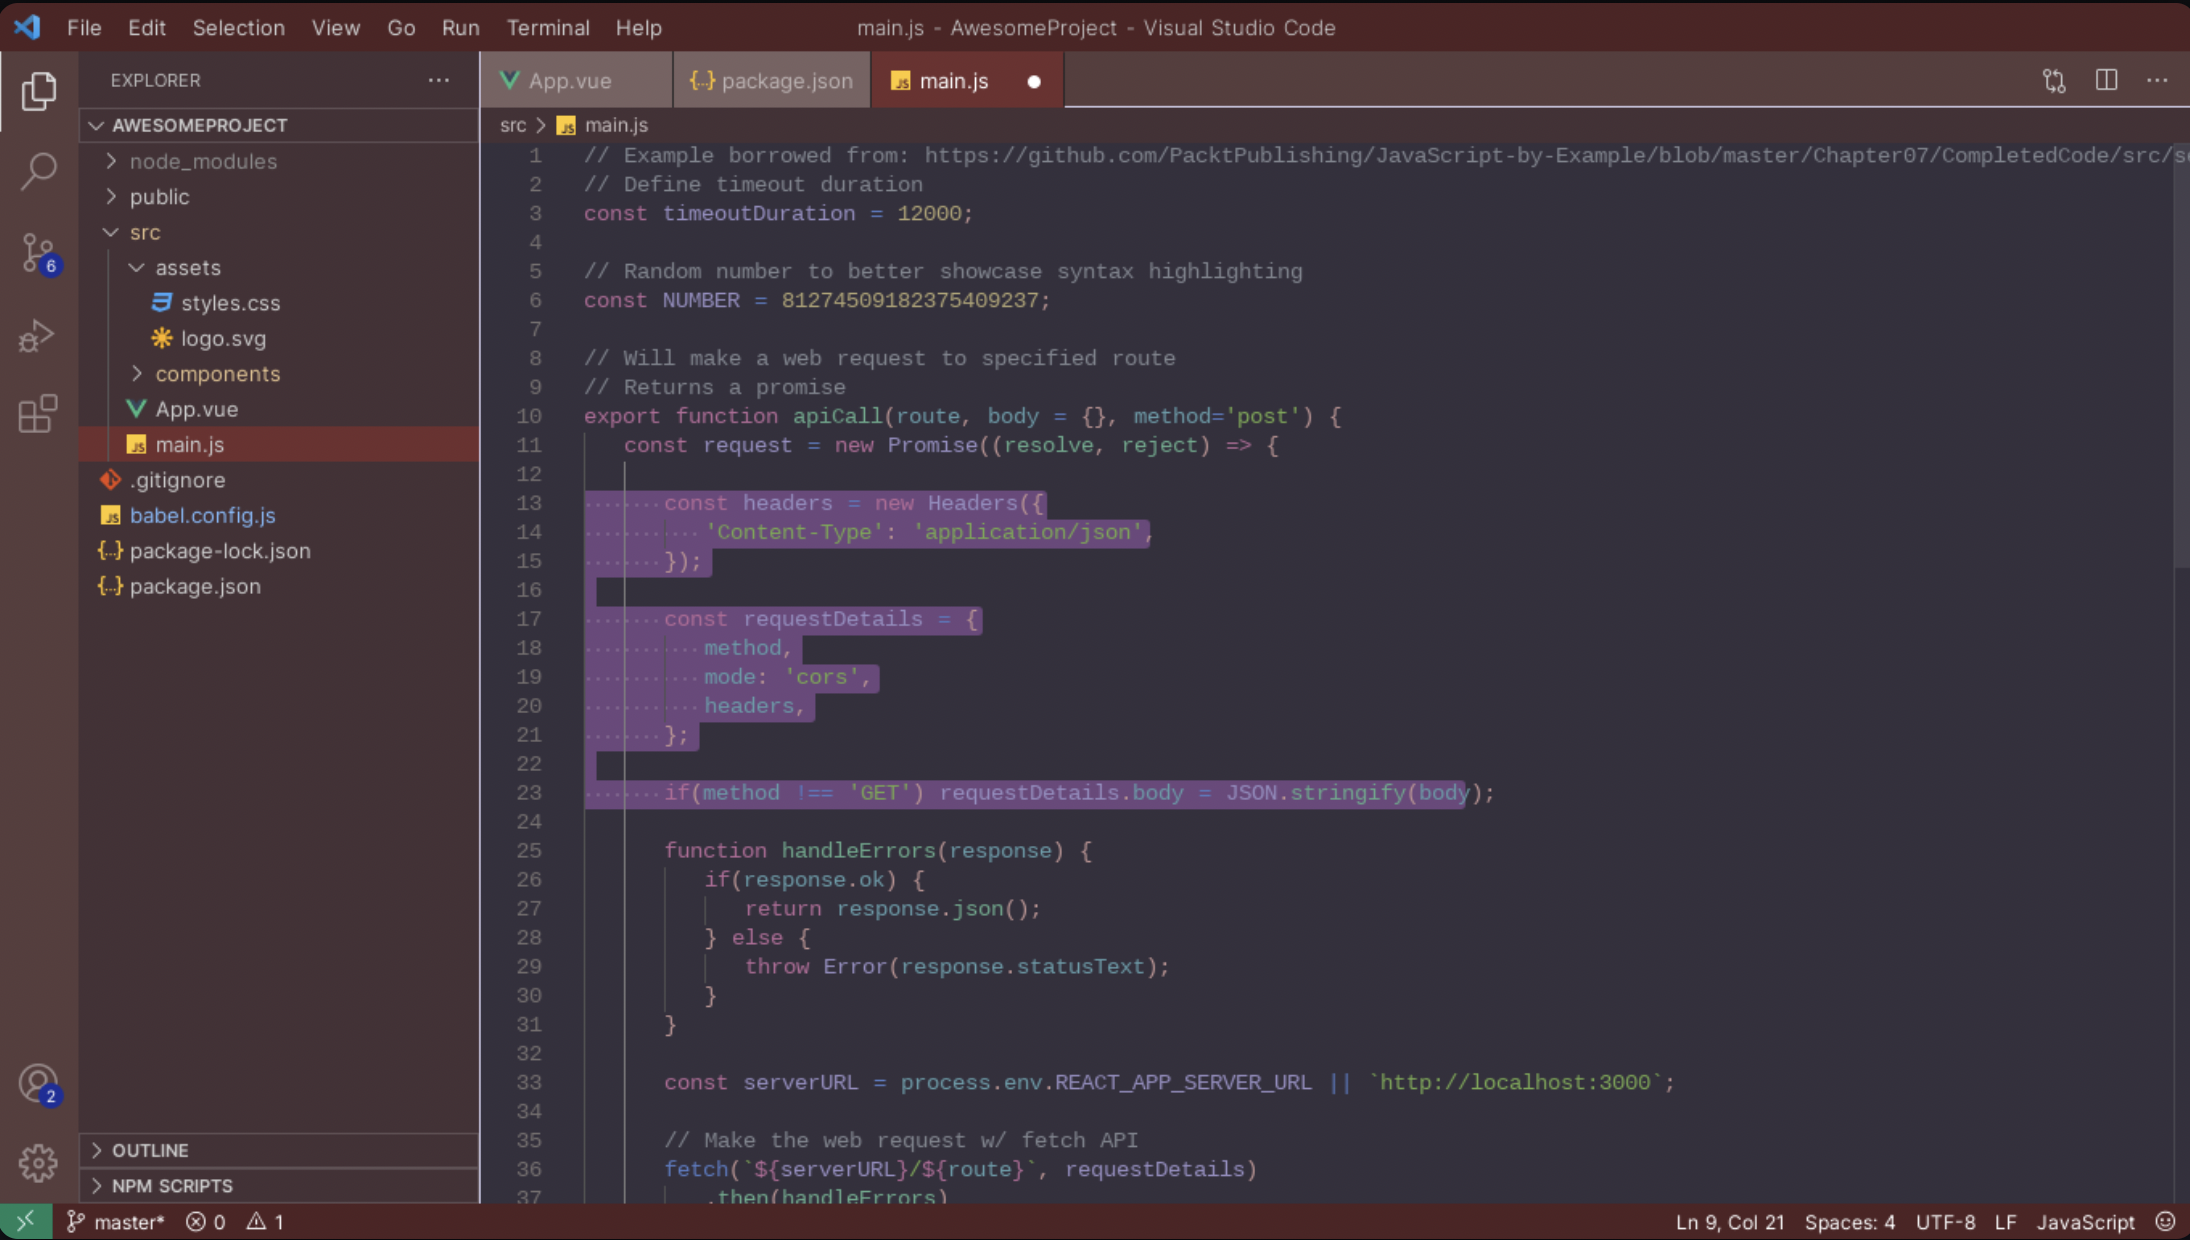 File Edit Selection View Go Run Terminal Help
main.js - AwesomeProject - Visual Studio Code
EXPLORER
AWESOMEPROJECT
node_modules
public
src
assets
styles.css
logo.svg
components
App.vue
main.js
.gitignore
babel.config.js
package-lock.json
package.json
OUTLINE
NPM SCRIPTS
6
2
App.vue
package.json
main.js
src > main.js
1 // Example borrowed from: https://github.com/PacktPublishing/JavaScript-by-Example/blob/master/Chapter07/CompletedCode/src/se
2 // Define timeout duration
3 const timeoutDuration = 12000;
4
5 // Random number to better showcase syntax highlighting
6 const NUMBER = 81274509182375409237;
7
8 // Will make a web request to specified route
9 // Returns a promise
10 export function apiCall(route, body = {}, method='post') {
11 const request = new Promise((resolve, reject) => {
12
13 const headers = new Headers({
14 'Content-Type': 'application/json',
15 });
16
17 const requestDetails = {
18 method,
19 mode: 'cors',
20 headers,
21 };
22
23 if(method !== 'GET') requestDetails.body = JSON.stringify(body);
24
25 function handleErrors(response) {
26 if(response.ok) {
27 return response.json();
28 } else {
29 throw Error(response.statusText);
30 }
31 }
32
33 const serverURL = process.env.REACT_APP_SERVER_URL || `http://localhost:3000`;
34
35 // Make the web request w/ fetch API
36 fetch(`${serverURL}/${route}`, requestDetails)
37 .then(handleErrors)
master* 0 1
Ln 9, Col 21 Spaces: 4 UTF-8 LF JavaScript